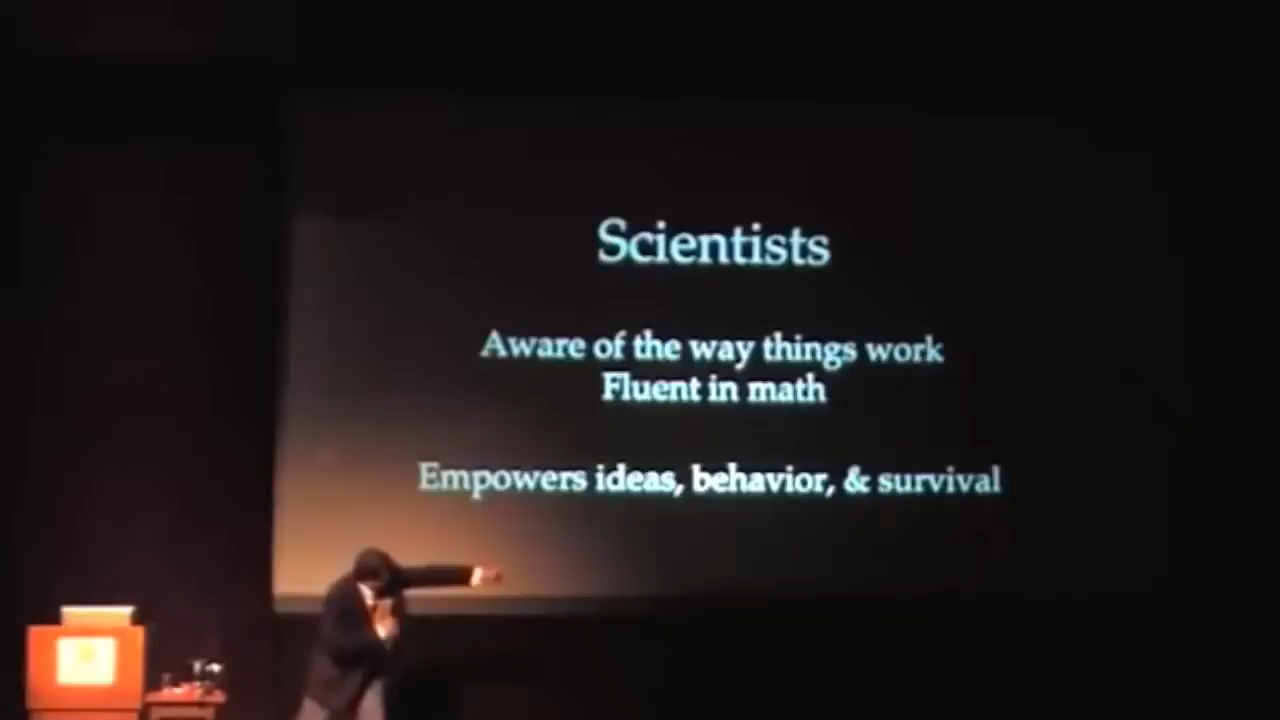 Scientists
Aware of the way things work
Fluent in math
Empowers ideas, behavior, & survival